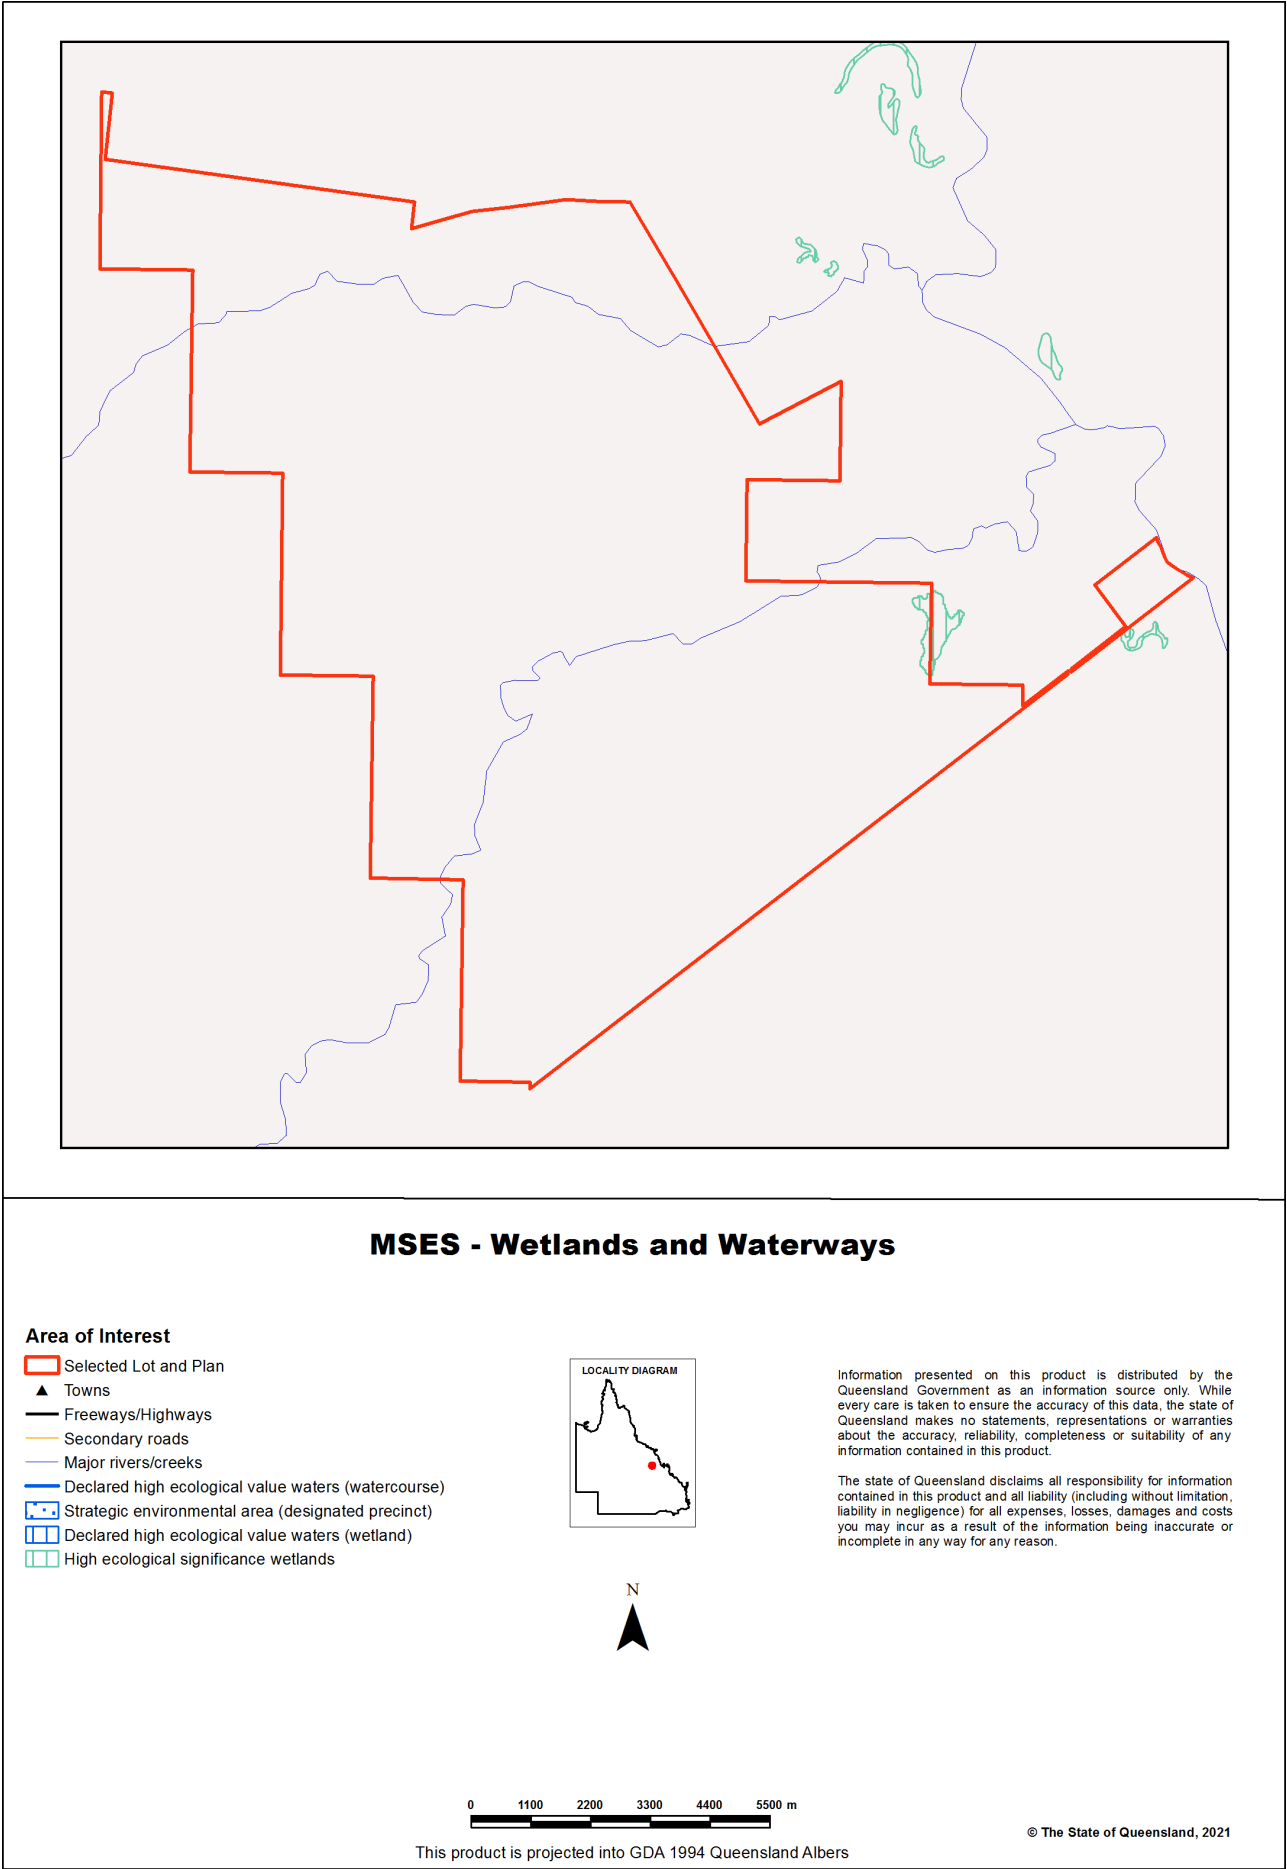 MSES - Wetlands and Waterways
Area of Interest
Selected Lot and Plan
Towns
Freeways/Highways
Secondary roads
Major rivers/creeks
Declared high ecological value waters (watercourse)
Strategic environmental area (designated precinct)
Declared high ecological value waters (wetland)
High ecological significance wetlands
LOCALITY DIAGRAM
N
Information presented on this product is distributed by the
Queensland Government as an information source only. While
every care is taken to ensure the accuracy of this data, the state of
Queensland makes no statements, representations or warranties
about the accuracy, reliability, completeness or suitability of any
information contained in this product.
The state of Queensland disclaims all responsibility for information
contained in this product and all liability (including without limitation,
liability in negligence) for all expenses, losses, damages and costs
you may incur as a result of the information being inaccurate or
incomplete in any way for any reason.
0 1100 2200 3300 4400 5500 m
© The State of Queensland, 2021
This product is projected into GDA 1994 Queensland Albers